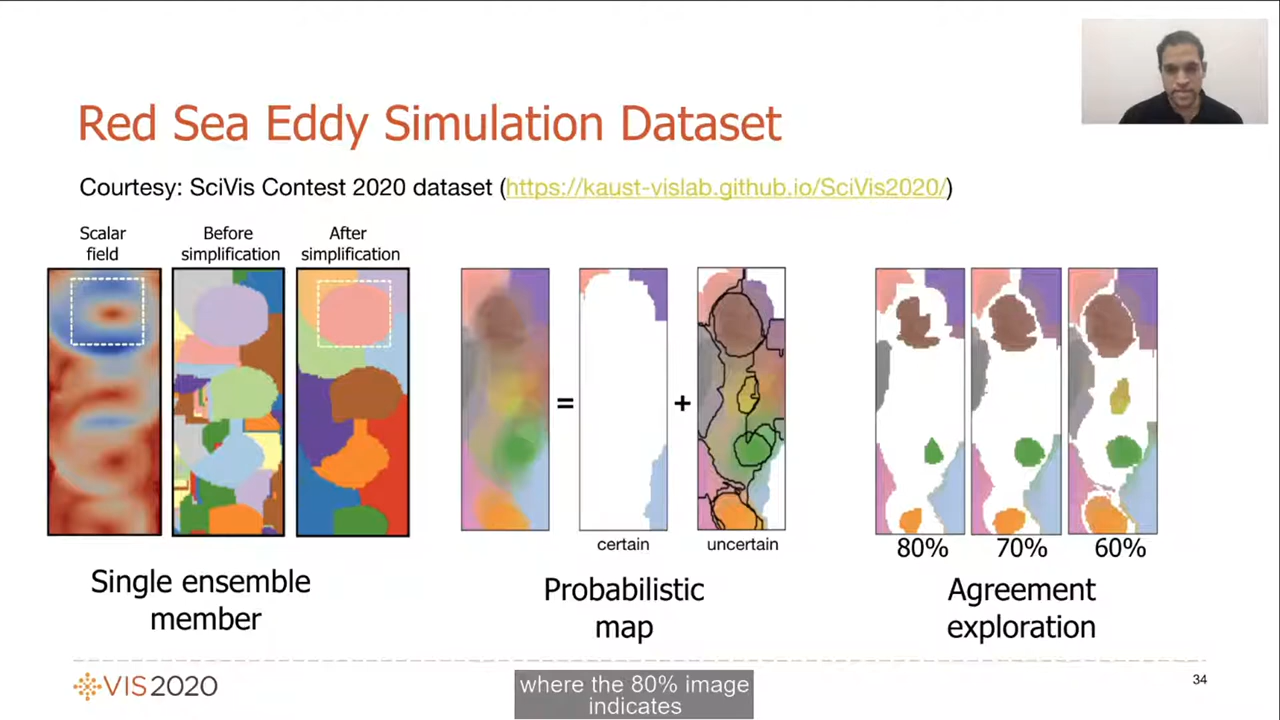 Red Sea Eddy Simulation Dataset
Courtesy: SciVis Contest 2020 dataset (https://kaust-vislab.github.io/SciVis2020/)
Scalar
field
Before
simplification
After
simplification
=
+
certain
uncertain
80%
70%
60%
Single ensemble
member
Probabilistic
map
Agreement
exploration
VIS2020
34
where the 80% image
indicates